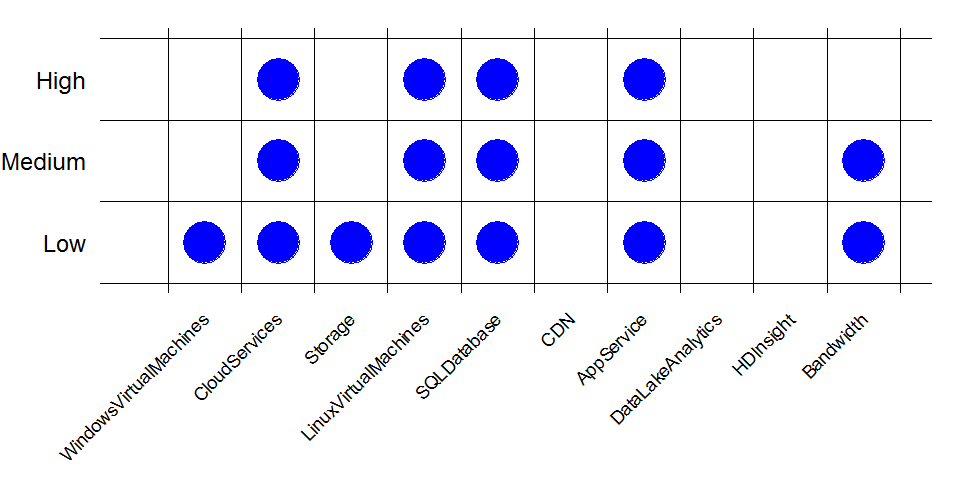 High
Medium
Low
WindowsVirtualMachines
CloudServices
Storage
LinuxVirtualMachines
SQLDatabase
CDN
AppService
DataLakeAnalytics
HDInsight
Bandwidth